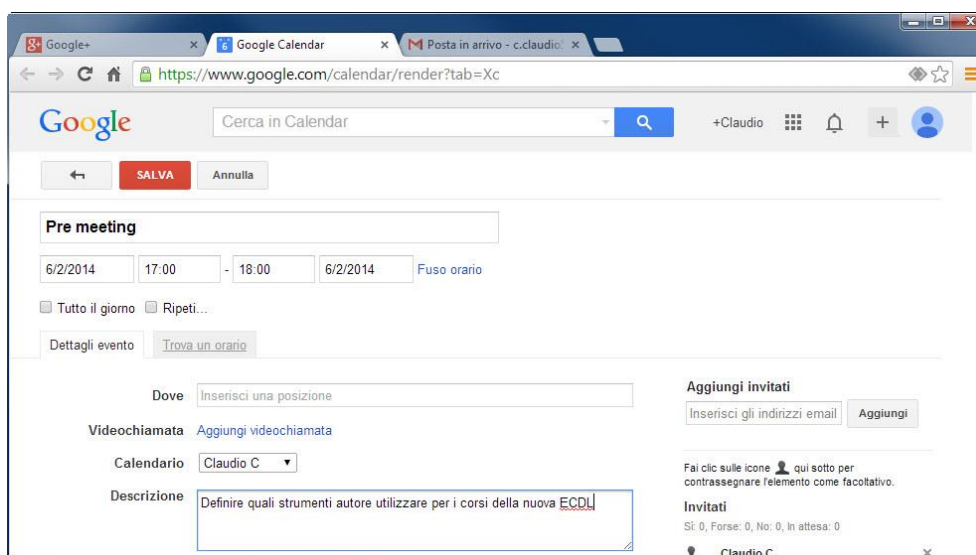 Google+
Google Calendar
Posta in arrivo - c.claudio
https://www.google.com/calendar/render?tab=Xc
Google
Cerca in Calendar
+Claudio
SALVA
Annulla
Pre meeting
6/2/2014 17:00 - 18:00 6/2/2014 Fuso orario
Tutto il giorno Ripeti...
Dettagli evento Trova un orario
Dove Inserisci una posizione
Videochiamata Aggiungi videochiamata
Calendario Claudio C
Descrizione Definire quali strumenti autore utilizzare per i corsi della nuova ECDL
Aggiungi invitati
Inserisci gli indirizzi email Aggiungi
Fai clic sulle icone qui sotto per
contrassegnare l'elemento come facoltativo.
Invitati
Sì: 0, Forse: 0, No: 0, In attesa: 0
Claudio C